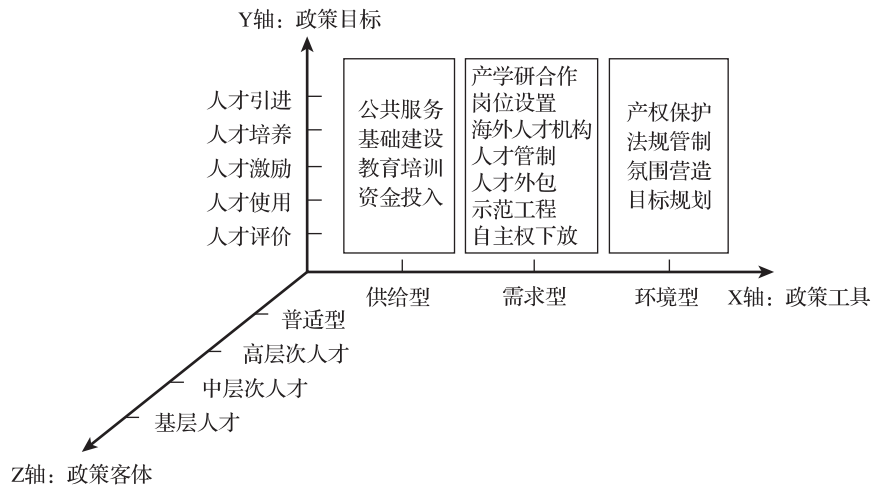 Y轴：政策目标
人才引进
人才培养
人才激励
人才使用
人才评价
公共服务
基础建设
教育培训
资金投入
产学研合作
岗位设置
海外人才机构
人才管制
人才外包
示范工程
自主权下放
产权保护
法规管制
氛围营造
目标规划
供给型
需求型
环境型
X轴：政策工具
普适型
高层次人才
中层次人才
基层人才
Z轴：政策客体